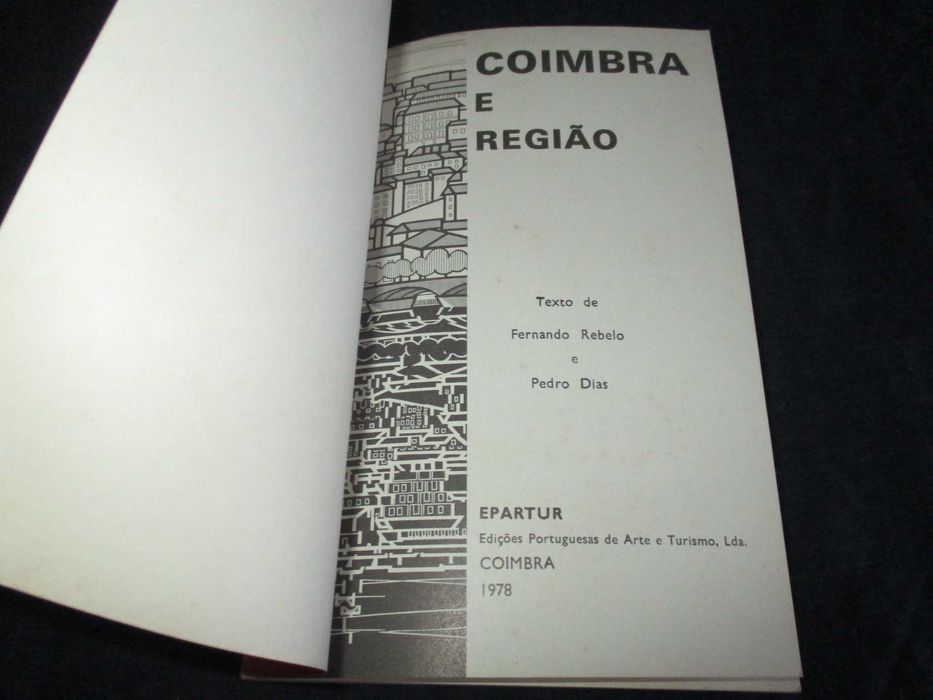 COIMBRA
E
REGIÃO
Texto de
Fernando Rebelo
e
Pedro Dias
EPARTUR
Edições Portuguesas de Arte e Turismo, Lda.
COIMBRA
1978